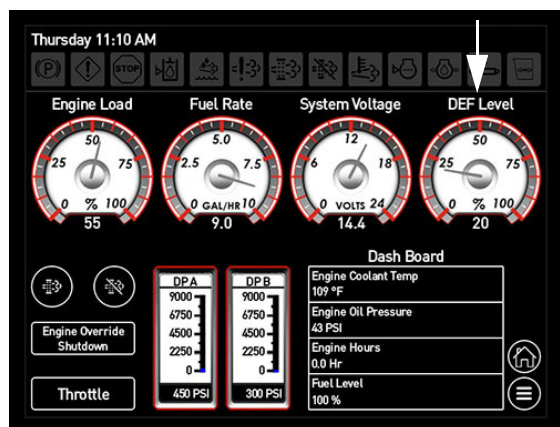 Thursday 11:10 AM
(P) STOP
Engine Load Fuel Rate System Voltage DEF Level
50 5.0 12 50
25 75 2.5 7.5 6 18 25 75
0 % 100 0 GAL/HR 10 0 VOLTS 24 0 % 100
55 9.0 14.4 20
Dash Board
DP A DP B Engine Coolant Temp
9000 9000 109 °F
6750 6750 Engine Oil Pressure
43 PSI
Engine Override 4500 4500 Engine Hours
Shutdown 2250 2250 0.0 Hr
0 0 Fuel Level
Throttle 450 PSI 300 PSI 100 %